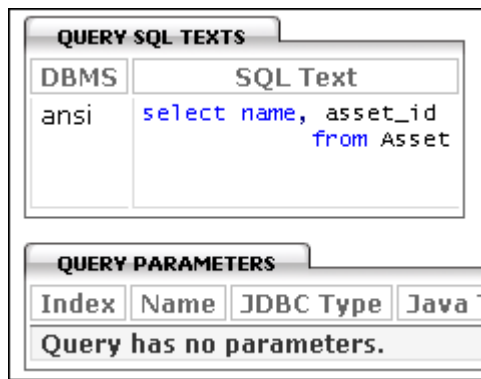 QUERY SQL TEXTS
DBMS SQL Text
ansi select name, asset_id
from Asset
QUERY PARAMETERS
Index Name JDBC Type Java
Query has no parameters.